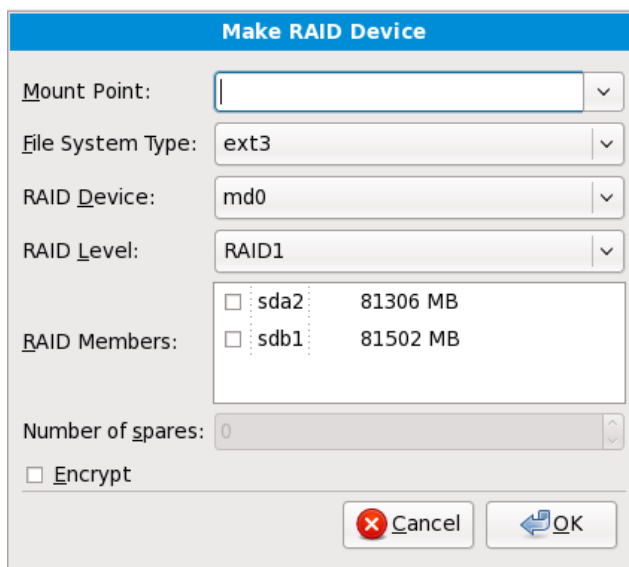 Make RAID Device
Mount Point:
File System Type: ext3
RAID Device: md0
RAID Level: RAID1
RAID Members:
sda2 81306 MB
sdb1 81502 MB
Number of spares: 0
Encrypt
Cancel OK